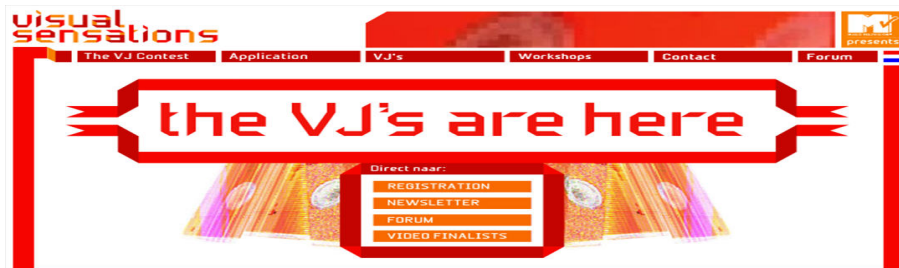 visual
sensations
presents
The VJ Contest Application VJ's Workshops Contact Forum
the VJ's are here
Direct naar:
REGISTRATION
NEWSLETTER
FORUM
VIDEO FINALISTS